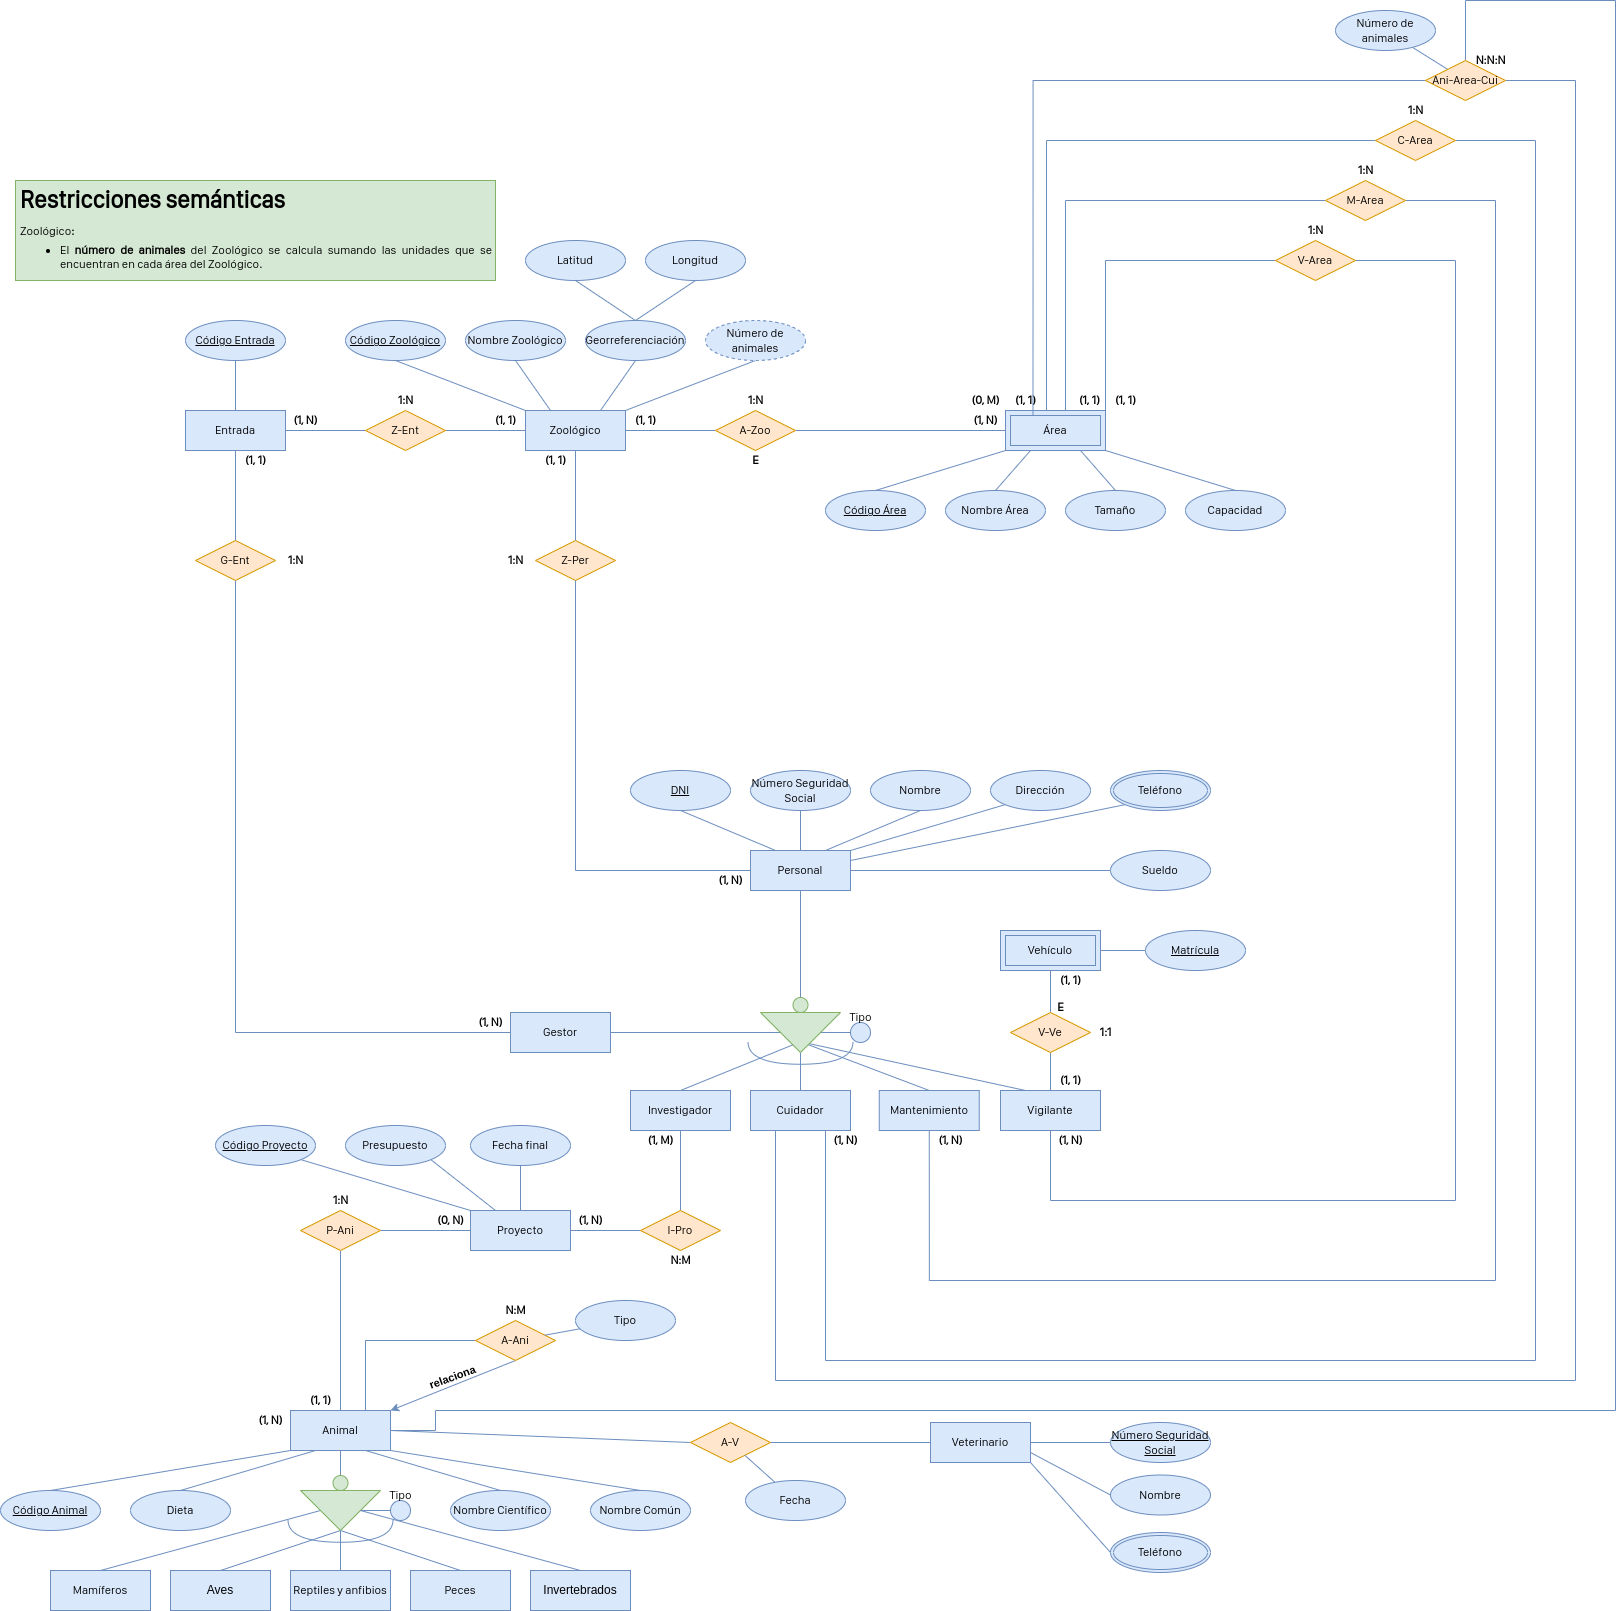 Número de
animales
N:N:N
Ani-Area-Cui
1:N
C-Area
1:N
M-Area
1:N
V-Area
Restricciones semánticas
Zoológico:
• El número de animales del Zoológico se calcula sumando las unidades que se
encuentran en cada área del Zoológico.
Latitud
Longitud
Código Entrada
Código Zoológico
Nombre Zoológico
Georreferenciación
Número de
animales
1:N
1:N
(0, M)
(1, 1)
(1, 1)
(1, 1)
Entrada
(1, N)
Z-Ent
(1, 1)
Zoológico
(1, 1)
A-Zoo
(1, N)
Área
(1, 1)
(1, 1)
E
Código Área
Nombre Área
Tamaño
Capacidad
G-Ent
1:N
1:N
Z-Per
DNI
Número Seguridad
Social
Nombre
Dirección
Teléfono
Personal
(1, N)
Sueldo
Vehículo
Matrícula
(1, 1)
E
Tipo
(1, N)
Gestor
V-Ve
1:1
(1, 1)
Investigador
Cuidador
Mantenimiento
Vigilante
(1, M)
(1, N)
(1, N)
(1, N)
Código Proyecto
Presupuesto
Fecha final
1:N
P-Ani
(0, N)
Proyecto
(1, N)
I-Pro
N:M
N:M
Tipo
A-Ani
relaciona
(1, 1)
(1, N)
Animal
A-V
Veterinario
Número Seguridad
Social
Fecha
Nombre
Teléfono
Código Animal
Dieta
Tipo
Nombre Científico
Nombre Común
Mamíferos
Aves
Reptiles y anfibios
Peces
Invertebrados